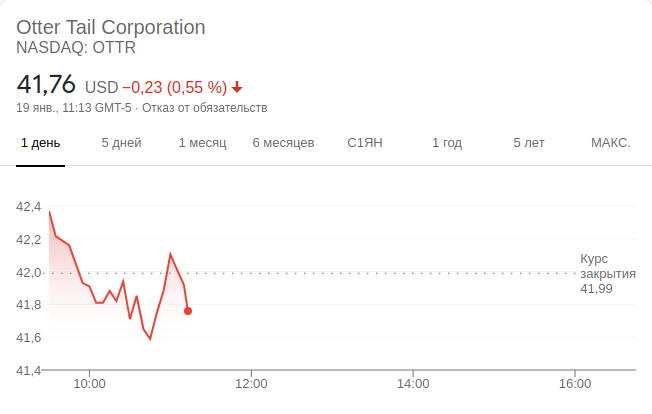 Otter Tail Corporation
NASDAQ: OTTR
41,76 USD −0,23 (0,55 %)
19 янв., 11:13 GMT-5 · Отказ от обязательств
1 день 5 дней 1 месяц 6 месяцев С1ЯН 1 год 5 лет МАКС.
42,4
42,2
42,0
41,8
41,6
41,4
Курс
закрытия
41,99
10:00 12:00 14:00 16:00